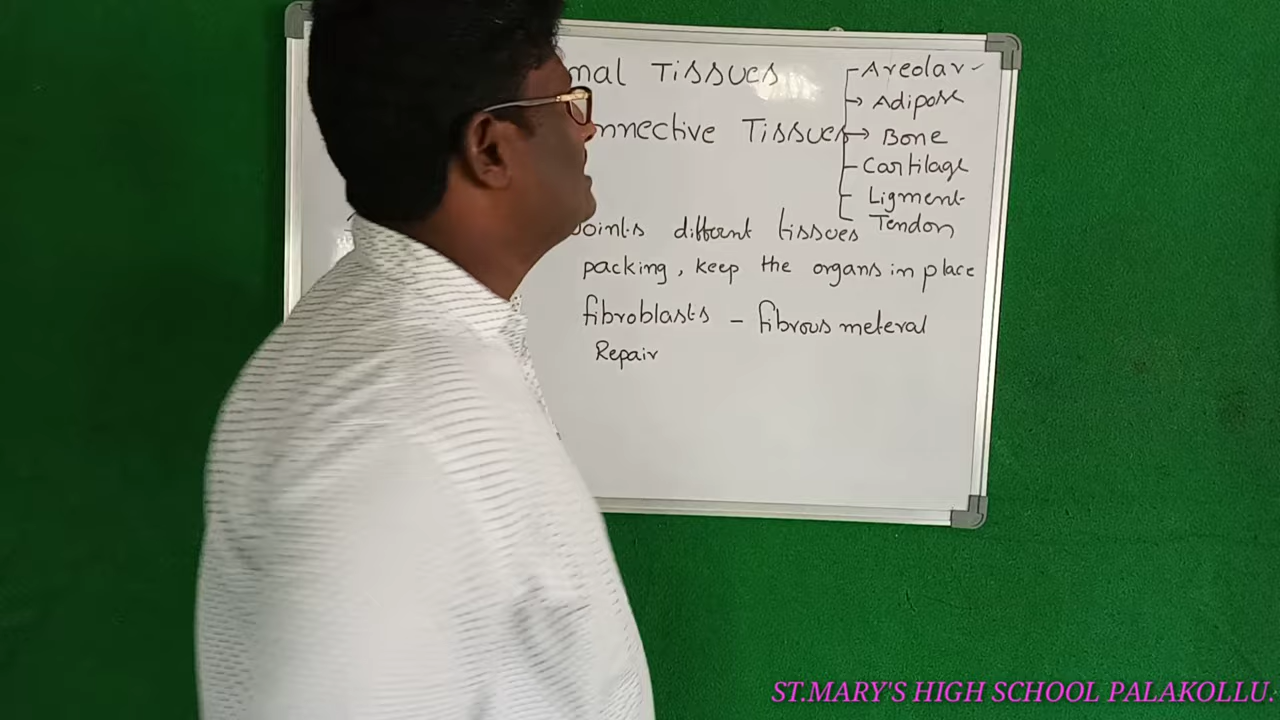 mal Tissues
nnective Tissues
Areolar
Adipose
Bone
Cartilage
Ligment
Tendon
joints different tissues
packing, keep the organs in place
fibroblasts - fibrous meteral
Repair
ST.MARY'S HIGH SCHOOL PALAKOLLU.